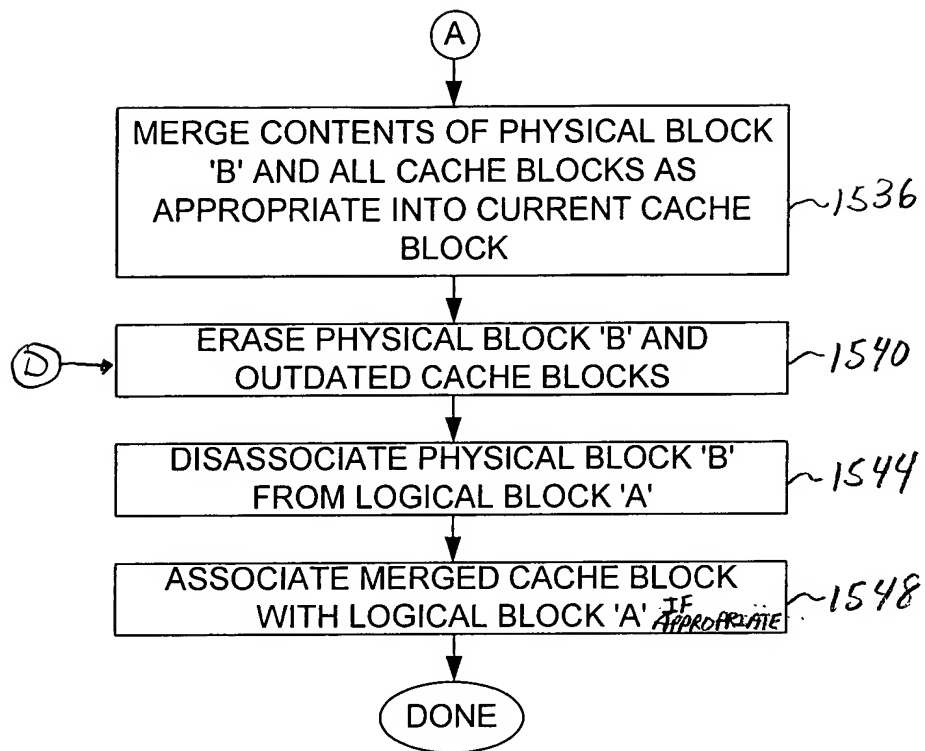 A
MERGE CONTENTS OF PHYSICAL BLOCK
'B' AND ALL CACHE BLOCKS AS
APPROPRIATE INTO CURRENT CACHE
BLOCK
1536
D
ERASE PHYSICAL BLOCK 'B' AND
OUTDATED CACHE BLOCKS
1540
DISASSOCIATE PHYSICAL BLOCK 'B'
FROM LOGICAL BLOCK 'A'
1544
ASSOCIATE MERGED CACHE BLOCK
WITH LOGICAL BLOCK 'A' IF APPROPRIATE
1548
DONE